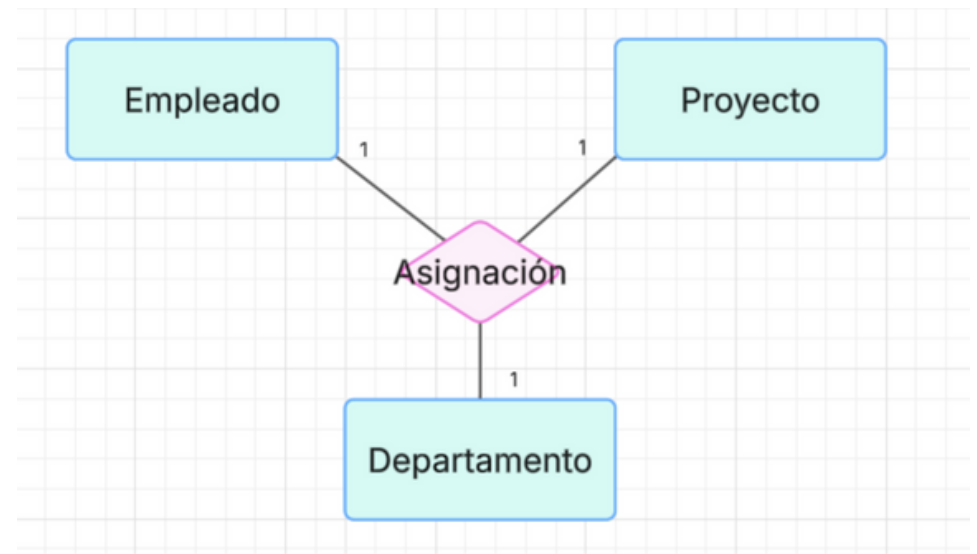 Empleado
Proyecto
1
1
Asignación
1
Departamento